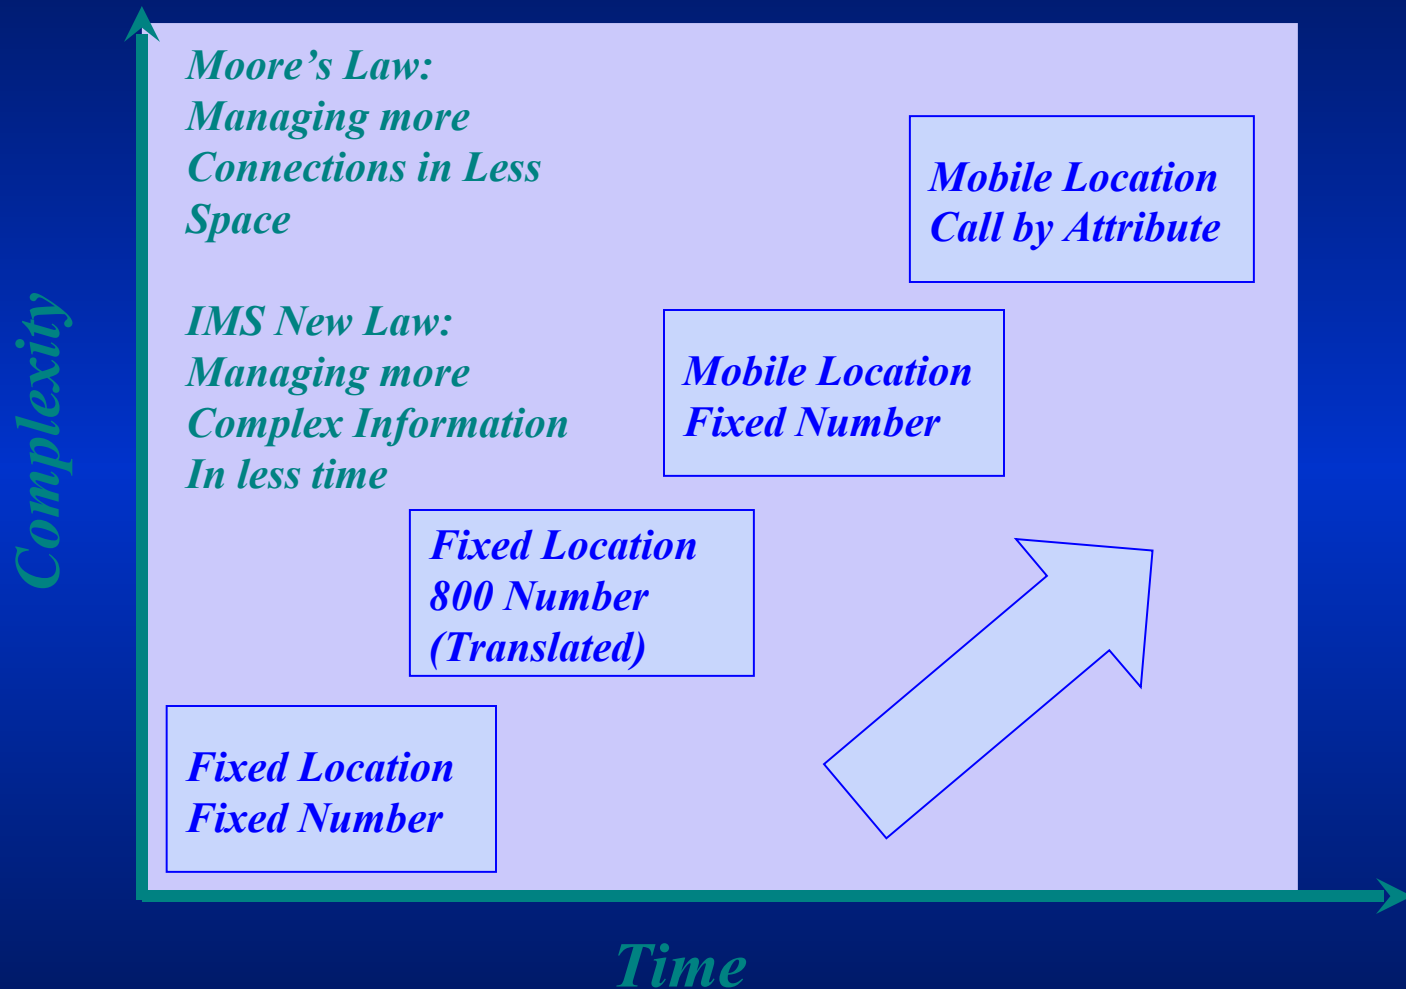 Moore’s Law:
Managing more
Connections in Less
Space
IMS New Law:
Managing more
Complex Information
In less time
Mobile Location
Call by Attribute
Mobile Location
Fixed Number
Fixed Location
800 Number
(Translated)
Fixed Location
Fixed Number
Complexity
Time